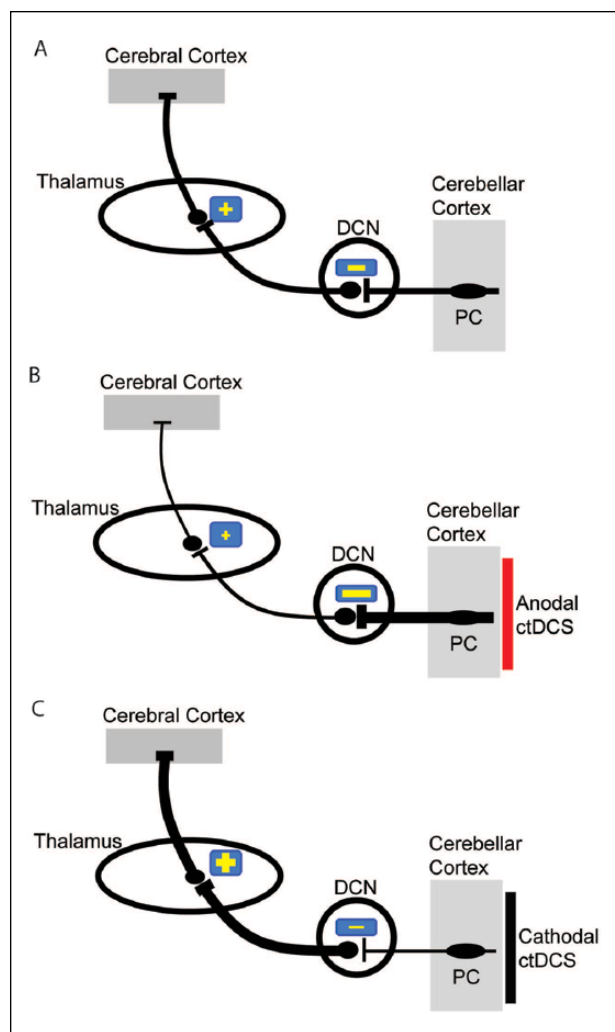 A
Cerebral Cortex
Thalamus
+
Cerebellar
Cortex
DCN
−
PC
B
Cerebral Cortex
Thalamus
+
Cerebellar
Cortex
DCN
−
Anodal
ctDCS
PC
C
Cerebral Cortex
Thalamus
+
Cerebellar
Cortex
DCN
−
Cathodal
ctDCS
PC